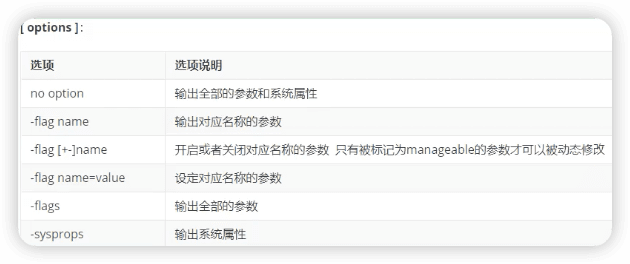 [ options ] :
选项 选项说明
no option 输出全部的参数和系统属性
-flag name 输出对应名称的参数
-flag [+-]name 开启或者关闭对应名称的参数 只有被标记为manageable的参数才可以被动态修改
-flag name=value 设定对应名称的参数
-flags 输出全部的参数
-sysprops 输出系统属性